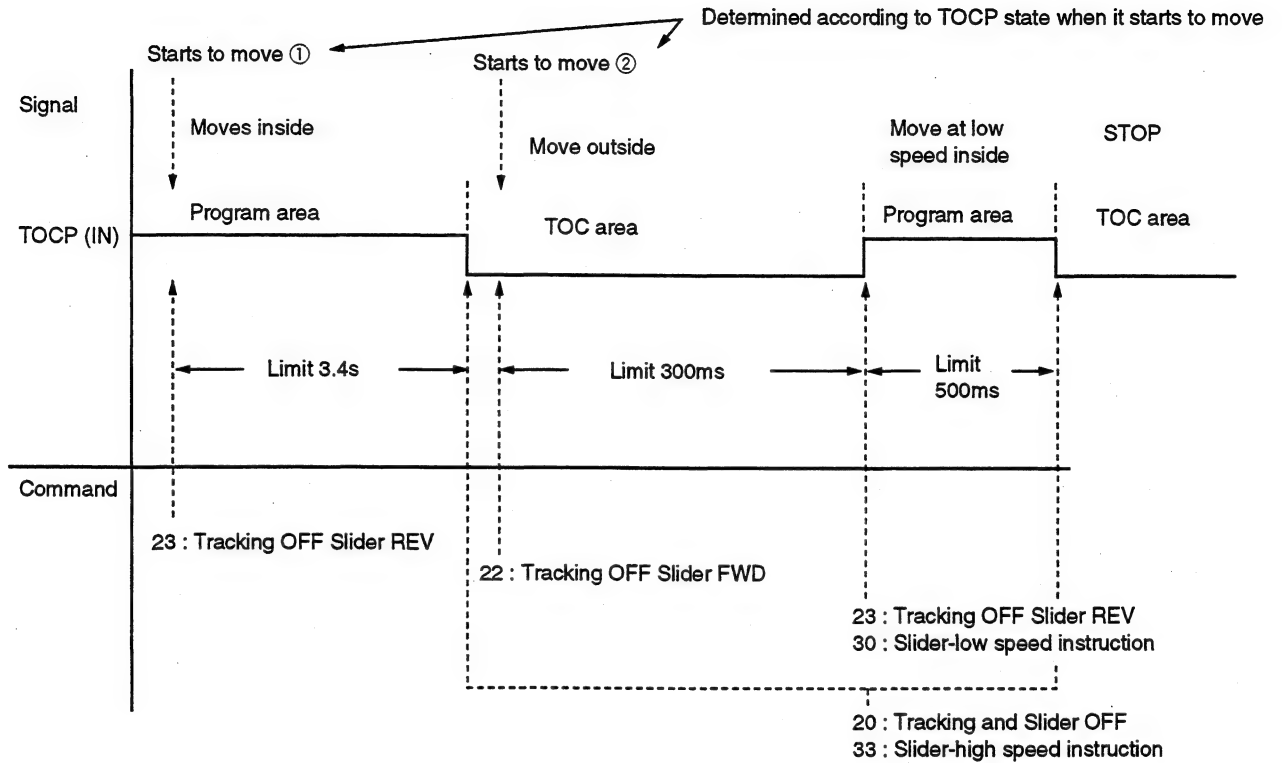 Determined according to TOCP state when it starts to move
Starts to move ①
Starts to move ②
Signal
Moves inside
Move outside
Move at low
speed inside
STOP
TOCP (IN)
Program area
TOC area
Program area
TOC area
Limit 3.4s
Limit 300ms
Limit
500ms
Command
23 : Tracking OFF Slider REV
22 : Tracking OFF Slider FWD
23 : Tracking OFF Slider REV
30 : Slider-low speed instruction
20 : Tracking and Slider OFF
33 : Slider-high speed instruction